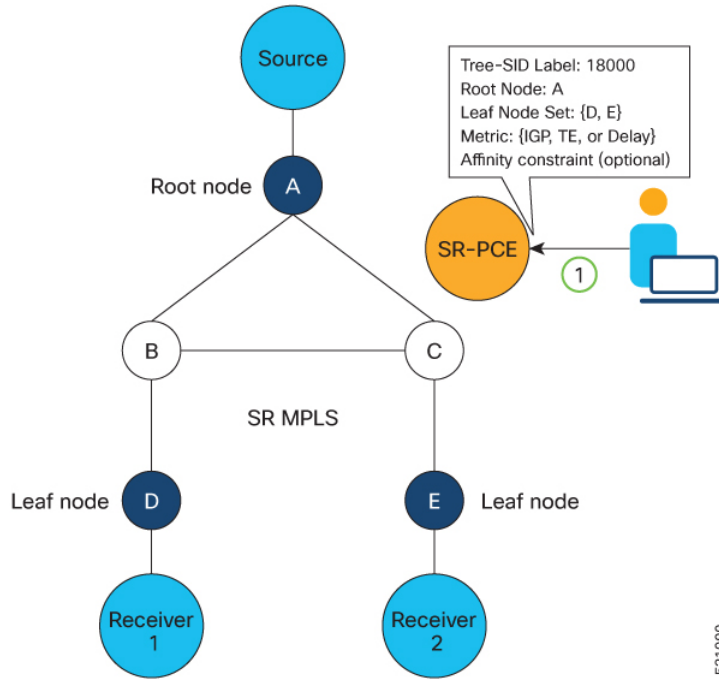 Source
Tree-SID Label: 18000
Root Node: A
Leaf Node Set: {D, E}
Metric: {IGP, TE, or Delay}
Affinity constraint (optional)
Root node
A
SR-PCE
1
B
C
SR MPLS
Leaf node
D
E
Leaf node
Receiver
1
Receiver
2